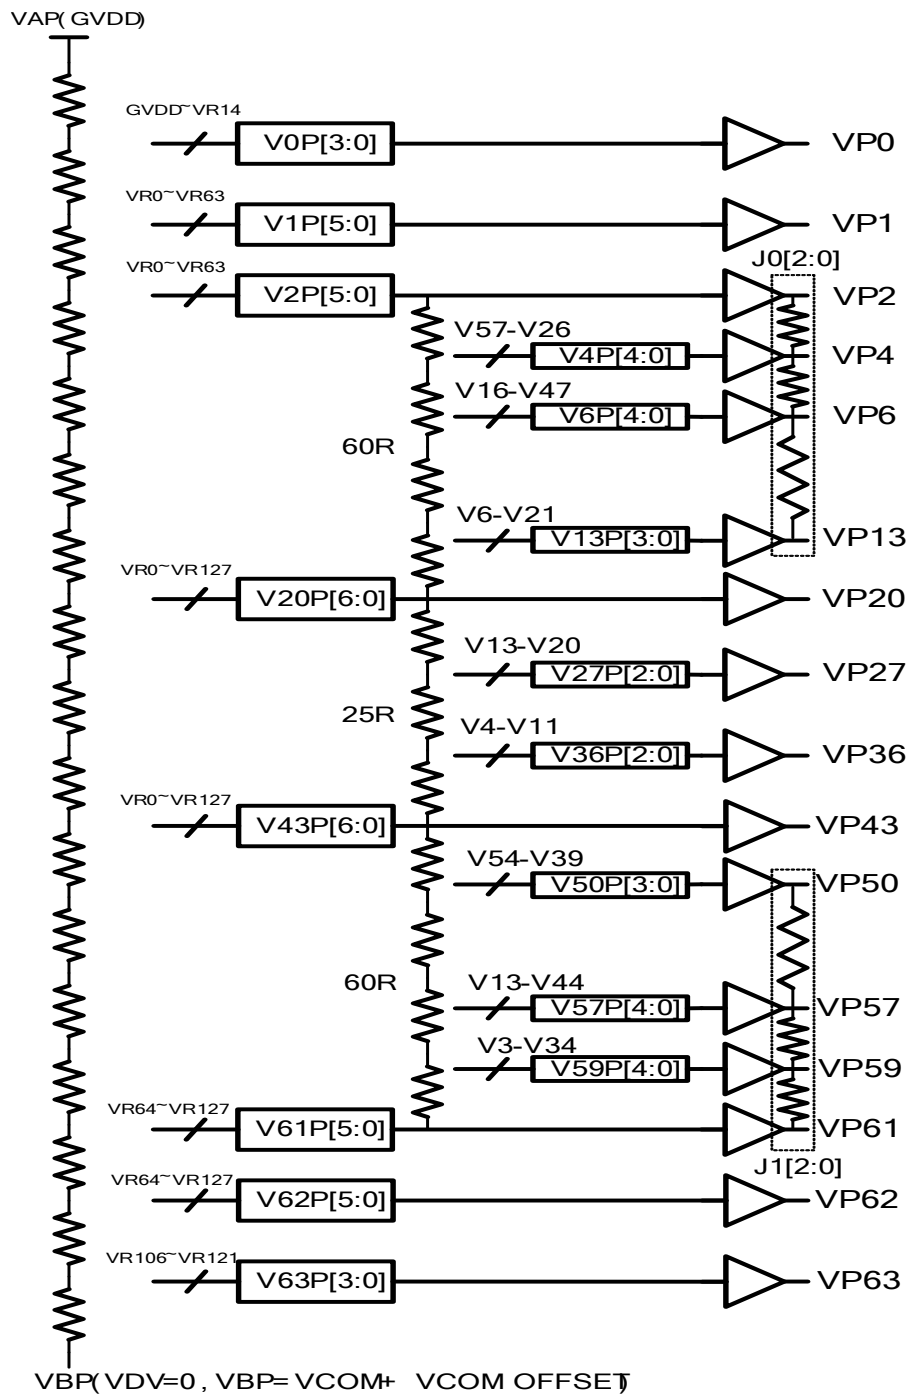 VAP(GVDD)
GVDD~VR14
V0P[3:0]
VP0
VR0~VR63
V1P[5:0]
VP1
J0[2:0]
VR0~VR63
V2P[5:0]
VP2
V57-V26
V4P[4:0]
VP4
V16-V47
V6P[4:0]
VP6
60R
V6-V21
V13P[3:0]
VP13
VR0~VR127
V20P[6:0]
VP20
V13-V20
V27P[2:0]
VP27
25R
V4-V11
V36P[2:0]
VP36
VR0~VR127
V43P[6:0]
VP43
V54-V39
V50P[3:0]
VP50
60R
V13-V44
V57P[4:0]
VP57
V3-V34
V59P[4:0]
VP59
VR64~VR127
V61P[5:0]
VP61
J1[2:0]
VR64~VR127
V62P[5:0]
VP62
VR106~VR121
V63P[3:0]
VP63
VBP(VDV=0, VBP=VCOM+ VCOM OFFSET)